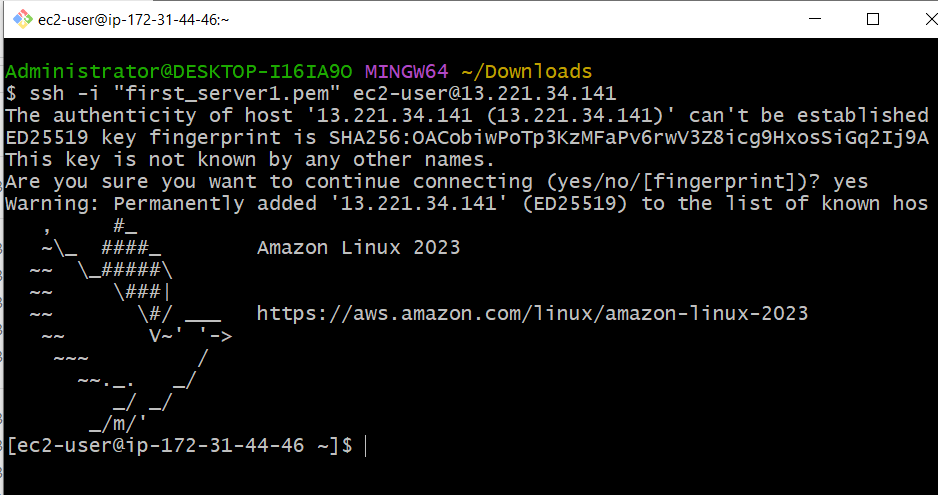 ec2-user@ip-172-31-44-46:~
Administrator@DESKTOP-I16IA9O MINGW64 ~/Downloads
$ ssh -i "first_server1.pem" ec2-user@13.221.34.141
The authenticity of host '13.221.34.141 (13.221.34.141)' can't be established
ED25519 key fingerprint is SHA256:OACobiwPoTp3KzMFaPv6rwV3Z8icg9HxosSiGq2Ij9A
This key is not known by any other names.
Are you sure you want to continue connecting (yes/no/[fingerprint])? yes
Warning: Permanently added '13.221.34.141' (ED25519) to the list of known hos
   ,     #_
   ~\_  ####_        Amazon Linux 2023
  ~~  \_#####\
  ~~     \###|
  ~~       \#/ ___   https://aws.amazon.com/linux/amazon-linux-2023
   ~~       V~' '->
    ~~~         /
      ~~._.   _/
         _/ _/
       _/m/'
[ec2-user@ip-172-31-44-46 ~]$